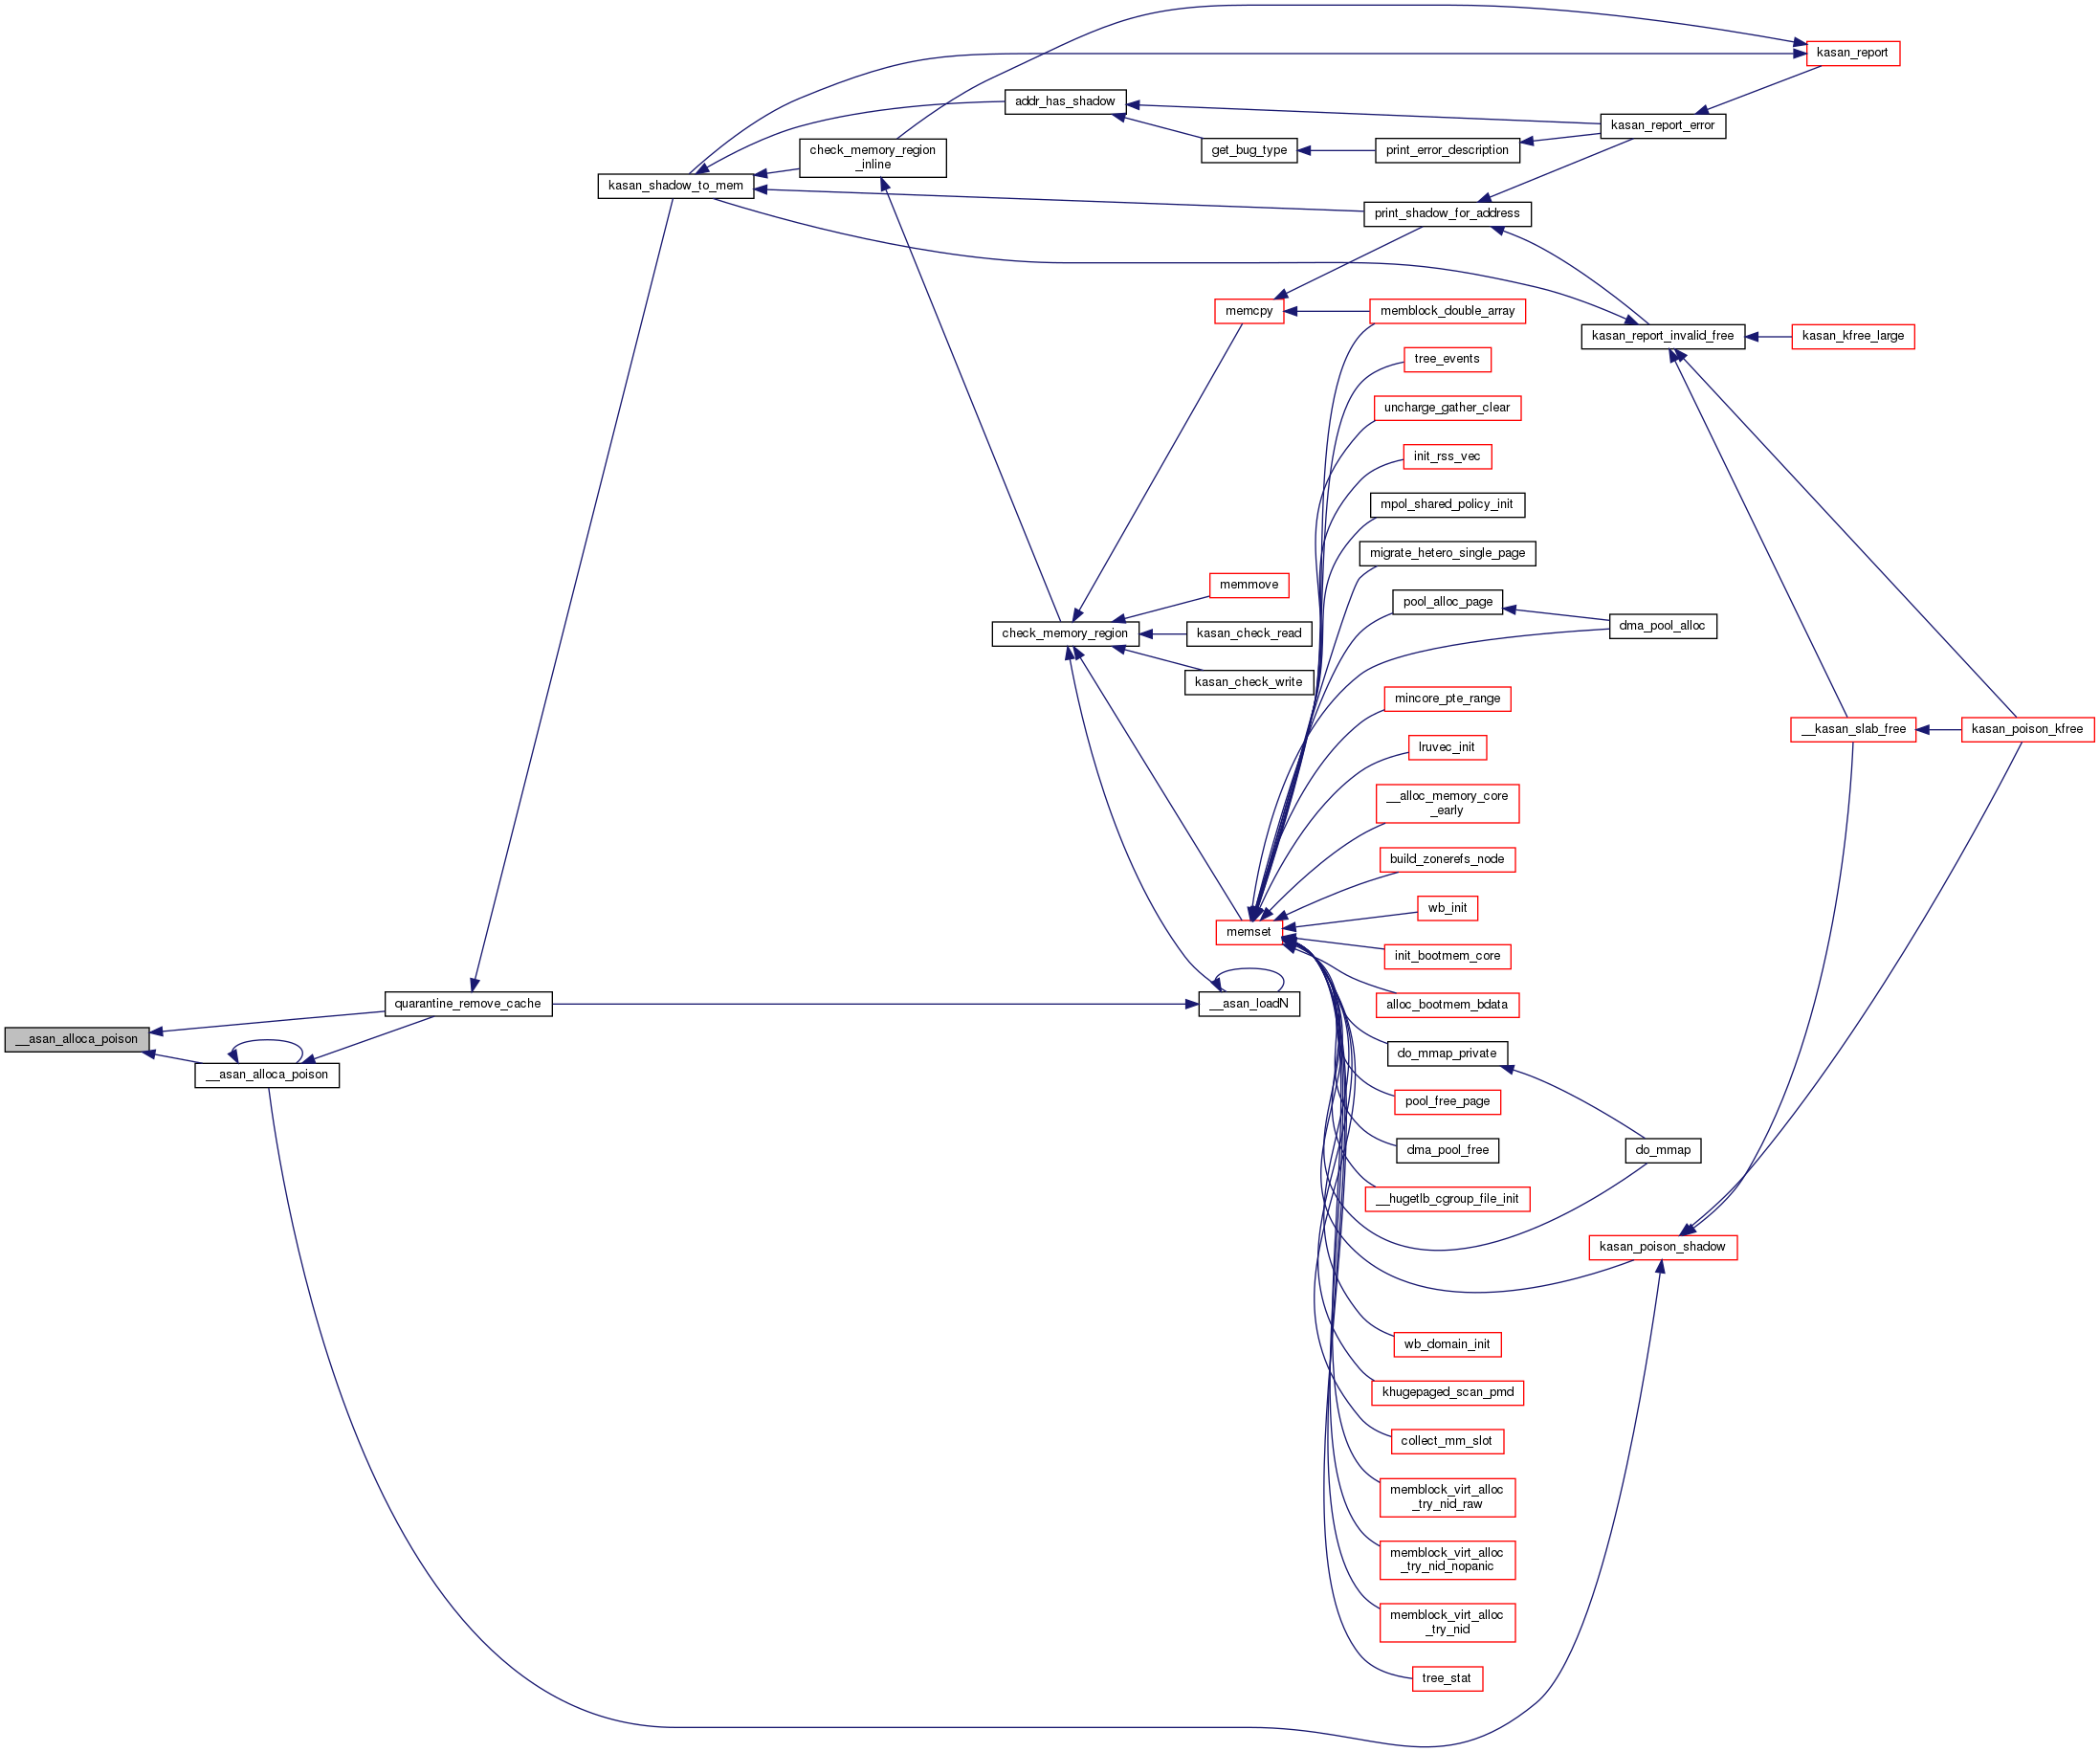 kasan_report
addr_has_shadow
kasan_report_error
check_memory_region
_inline
get_bug_type
print_error_description
kasan_shadow_to_mem
print_shadow_for_address
memcpy
memblock_double_array
kasan_report_invalid_free
kasan_kfree_large
tree_events
uncharge_gather_clear
init_rss_vec
mpol_shared_policy_init
migrate_hetero_single_page
memmove
pool_alloc_page
dma_pool_alloc
check_memory_region
kasan_check_read
kasan_check_write
mincore_pte_range
__kasan_slab_free
kasan_poison_kfree
lruvec_init
__alloc_memory_core
_early
build_zonerefs_node
wb_init
memset
init_bootmem_core
quarantine_remove_cache
__asan_loadN
alloc_bootmem_bdata
__asan_alloca_poison
do_mmap_private
__asan_alloca_poison
pool_free_page
dma_pool_free
do_mmap
__hugetlb_cgroup_file_init
kasan_poison_shadow
wb_domain_init
khugepaged_scan_pmd
collect_mm_slot
memblock_virt_alloc
_try_nid_raw
memblock_virt_alloc
_try_nid_nopanic
memblock_virt_alloc
_try_nid
tree_stat